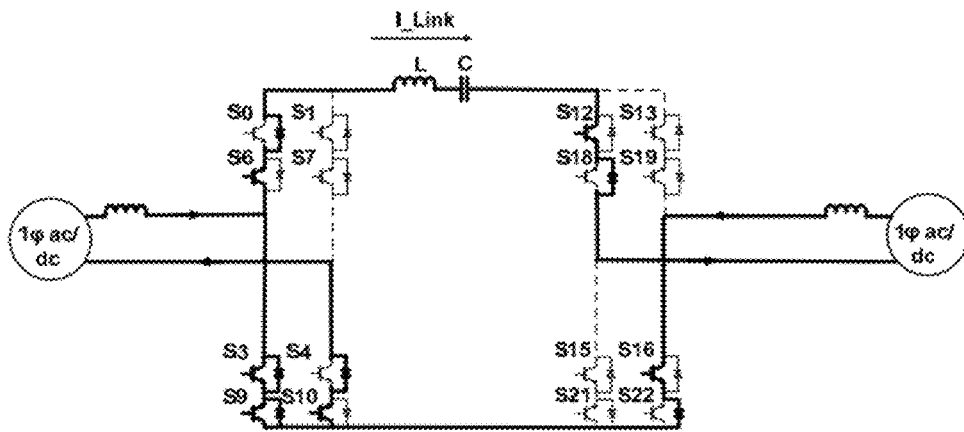 I_Link
L C
S0 S1 S12 S13
S6 S7 S18 S19
1φ ac/
dc
1φ ac/
dc
S3 S4 S15 S16
S9 S10 S21 S22